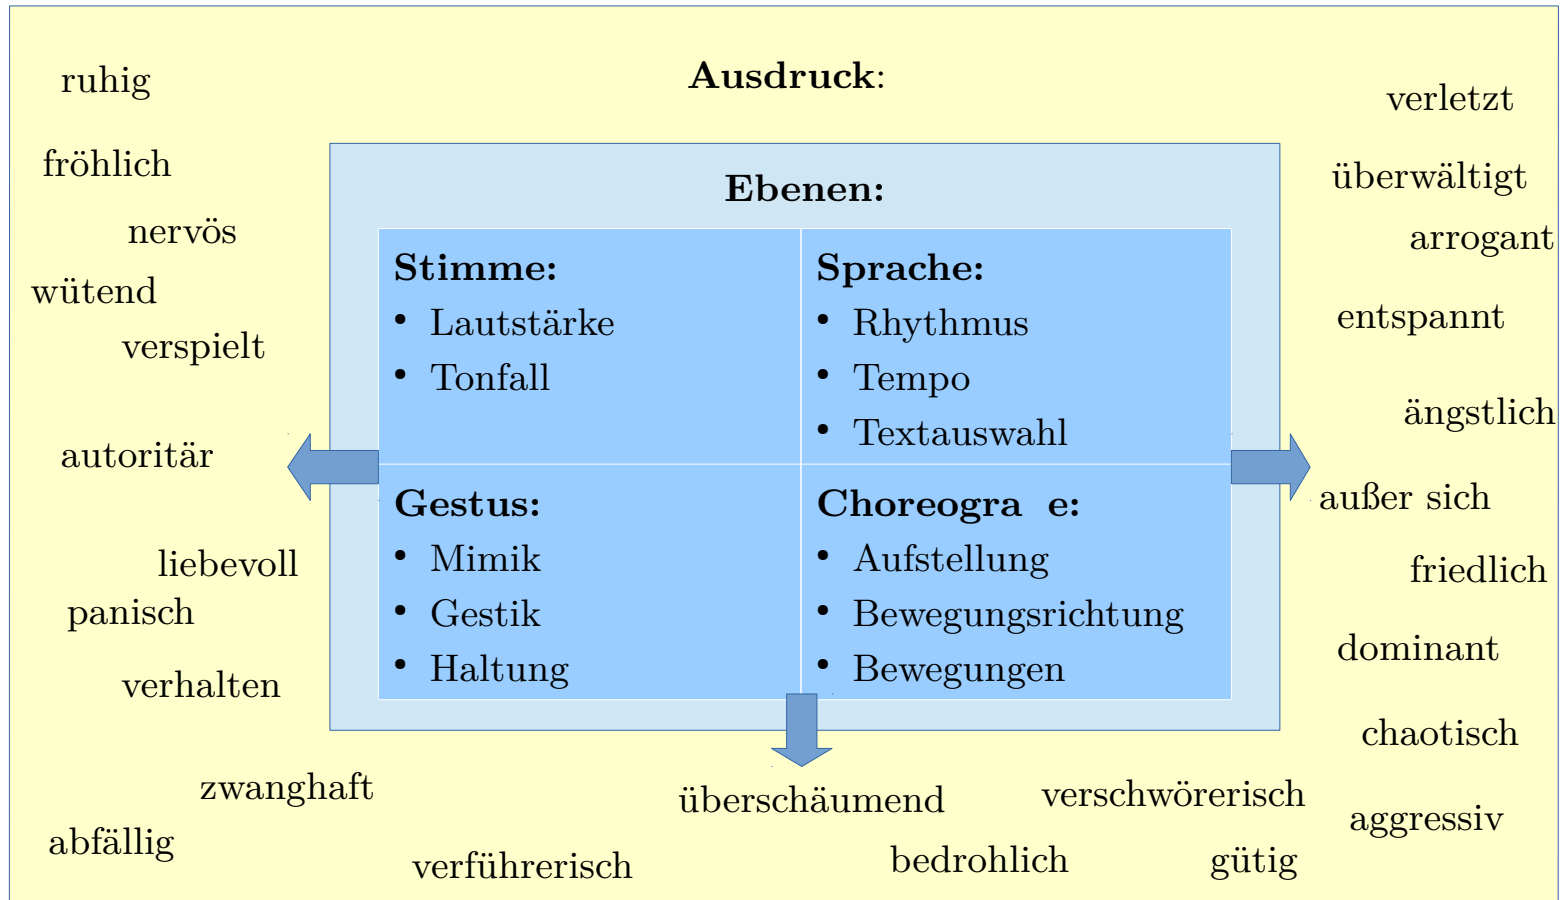 Ausdruck:
ruhig
fröhlich
nervös
wütend
verspielt
autoritär
liebevoll
panisch
verhalten
zwanghaft
abfällig
Ebenen:
Stimme:
• Lautstärke
• Tonfall
Sprache:
• Rhythmus
• Tempo
• Textauswahl
Gestus:
• Mimik
• Gestik
• Haltung
Choreogra e:
• Aufstellung
• Bewegungsrichtung
• Bewegungen
verletzt
überwältigt
arrogant
entspannt
ängstlich
außer sich
friedlich
dominant
chaotisch
aggressiv
überschäumend
verschwörerisch
verführerisch
bedrohlich
gütig